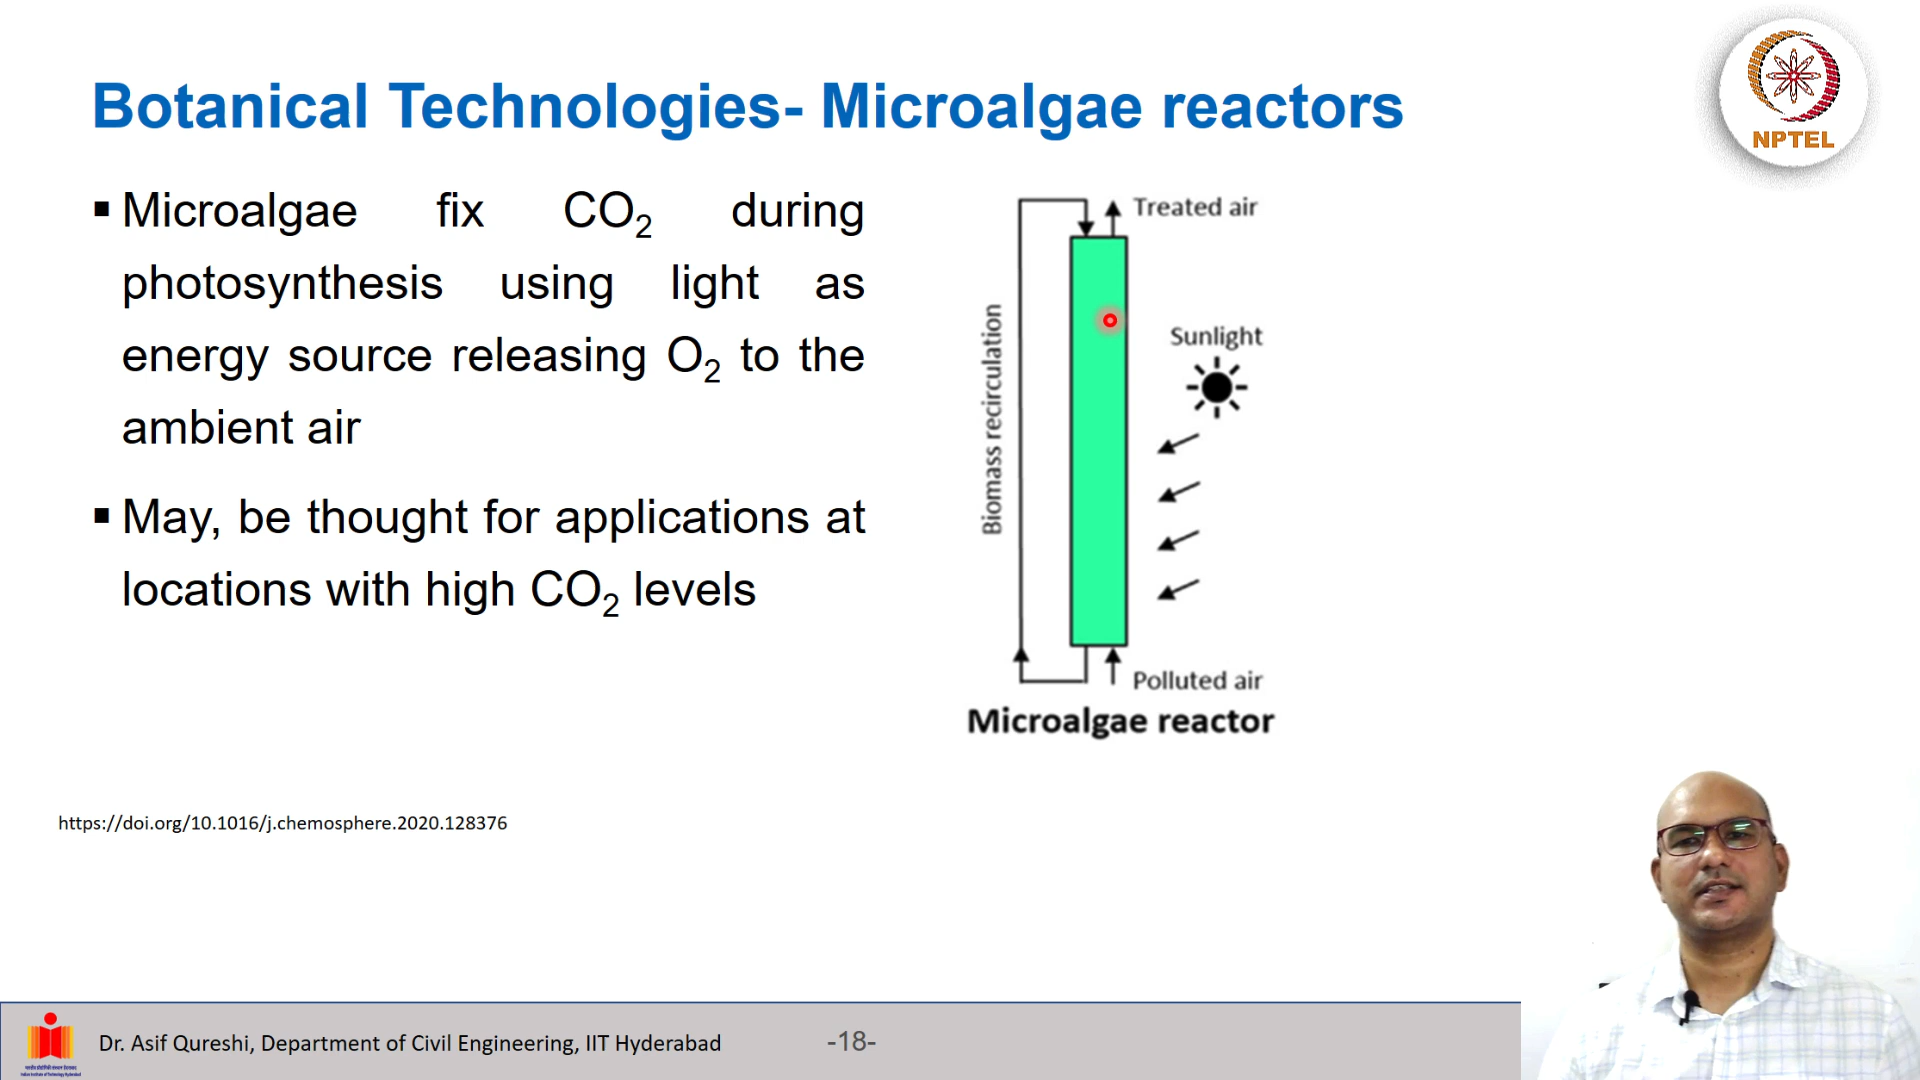 Botanical Technologies- Microalgae reactors
NPTEL
▪ Microalgae fix CO₂ during
photosynthesis using light as
energy source releasing O₂ to the
ambient air
▪ May, be thought for applications at
locations with high CO₂ levels
Treated air
Sunlight
Biomass recirculation
Polluted air
Microalgae reactor
https://doi.org/10.1016/j.chemosphere.2020.128376
Dr. Asif Qureshi, Department of Civil Engineering, IIT Hyderabad
-18-